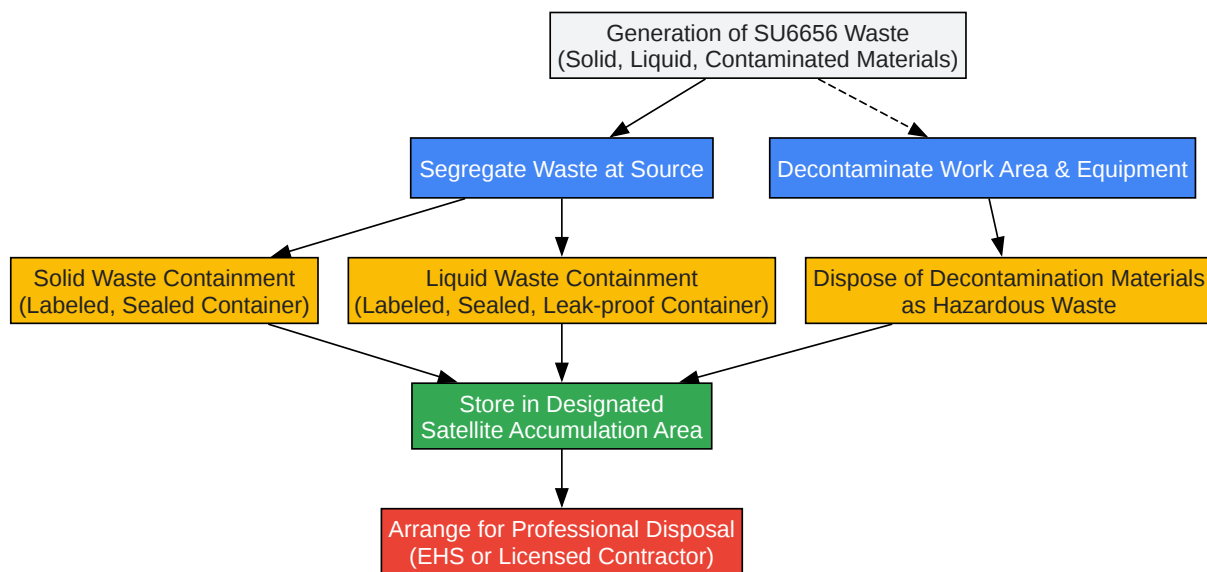 Generation of SU6656 Waste
(Solid, Liquid, Contaminated Materials)
Segregate Waste at Source
Decontaminate Work Area & Equipment
Solid Waste Containment
(Labeled, Sealed Container)
Liquid Waste Containment
(Labeled, Sealed, Leak-proof Container)
Dispose of Decontamination Materials
as Hazardous Waste
Store in Designated
Satellite Accumulation Area
Arrange for Professional Disposal
(EHS or Licensed Contractor)